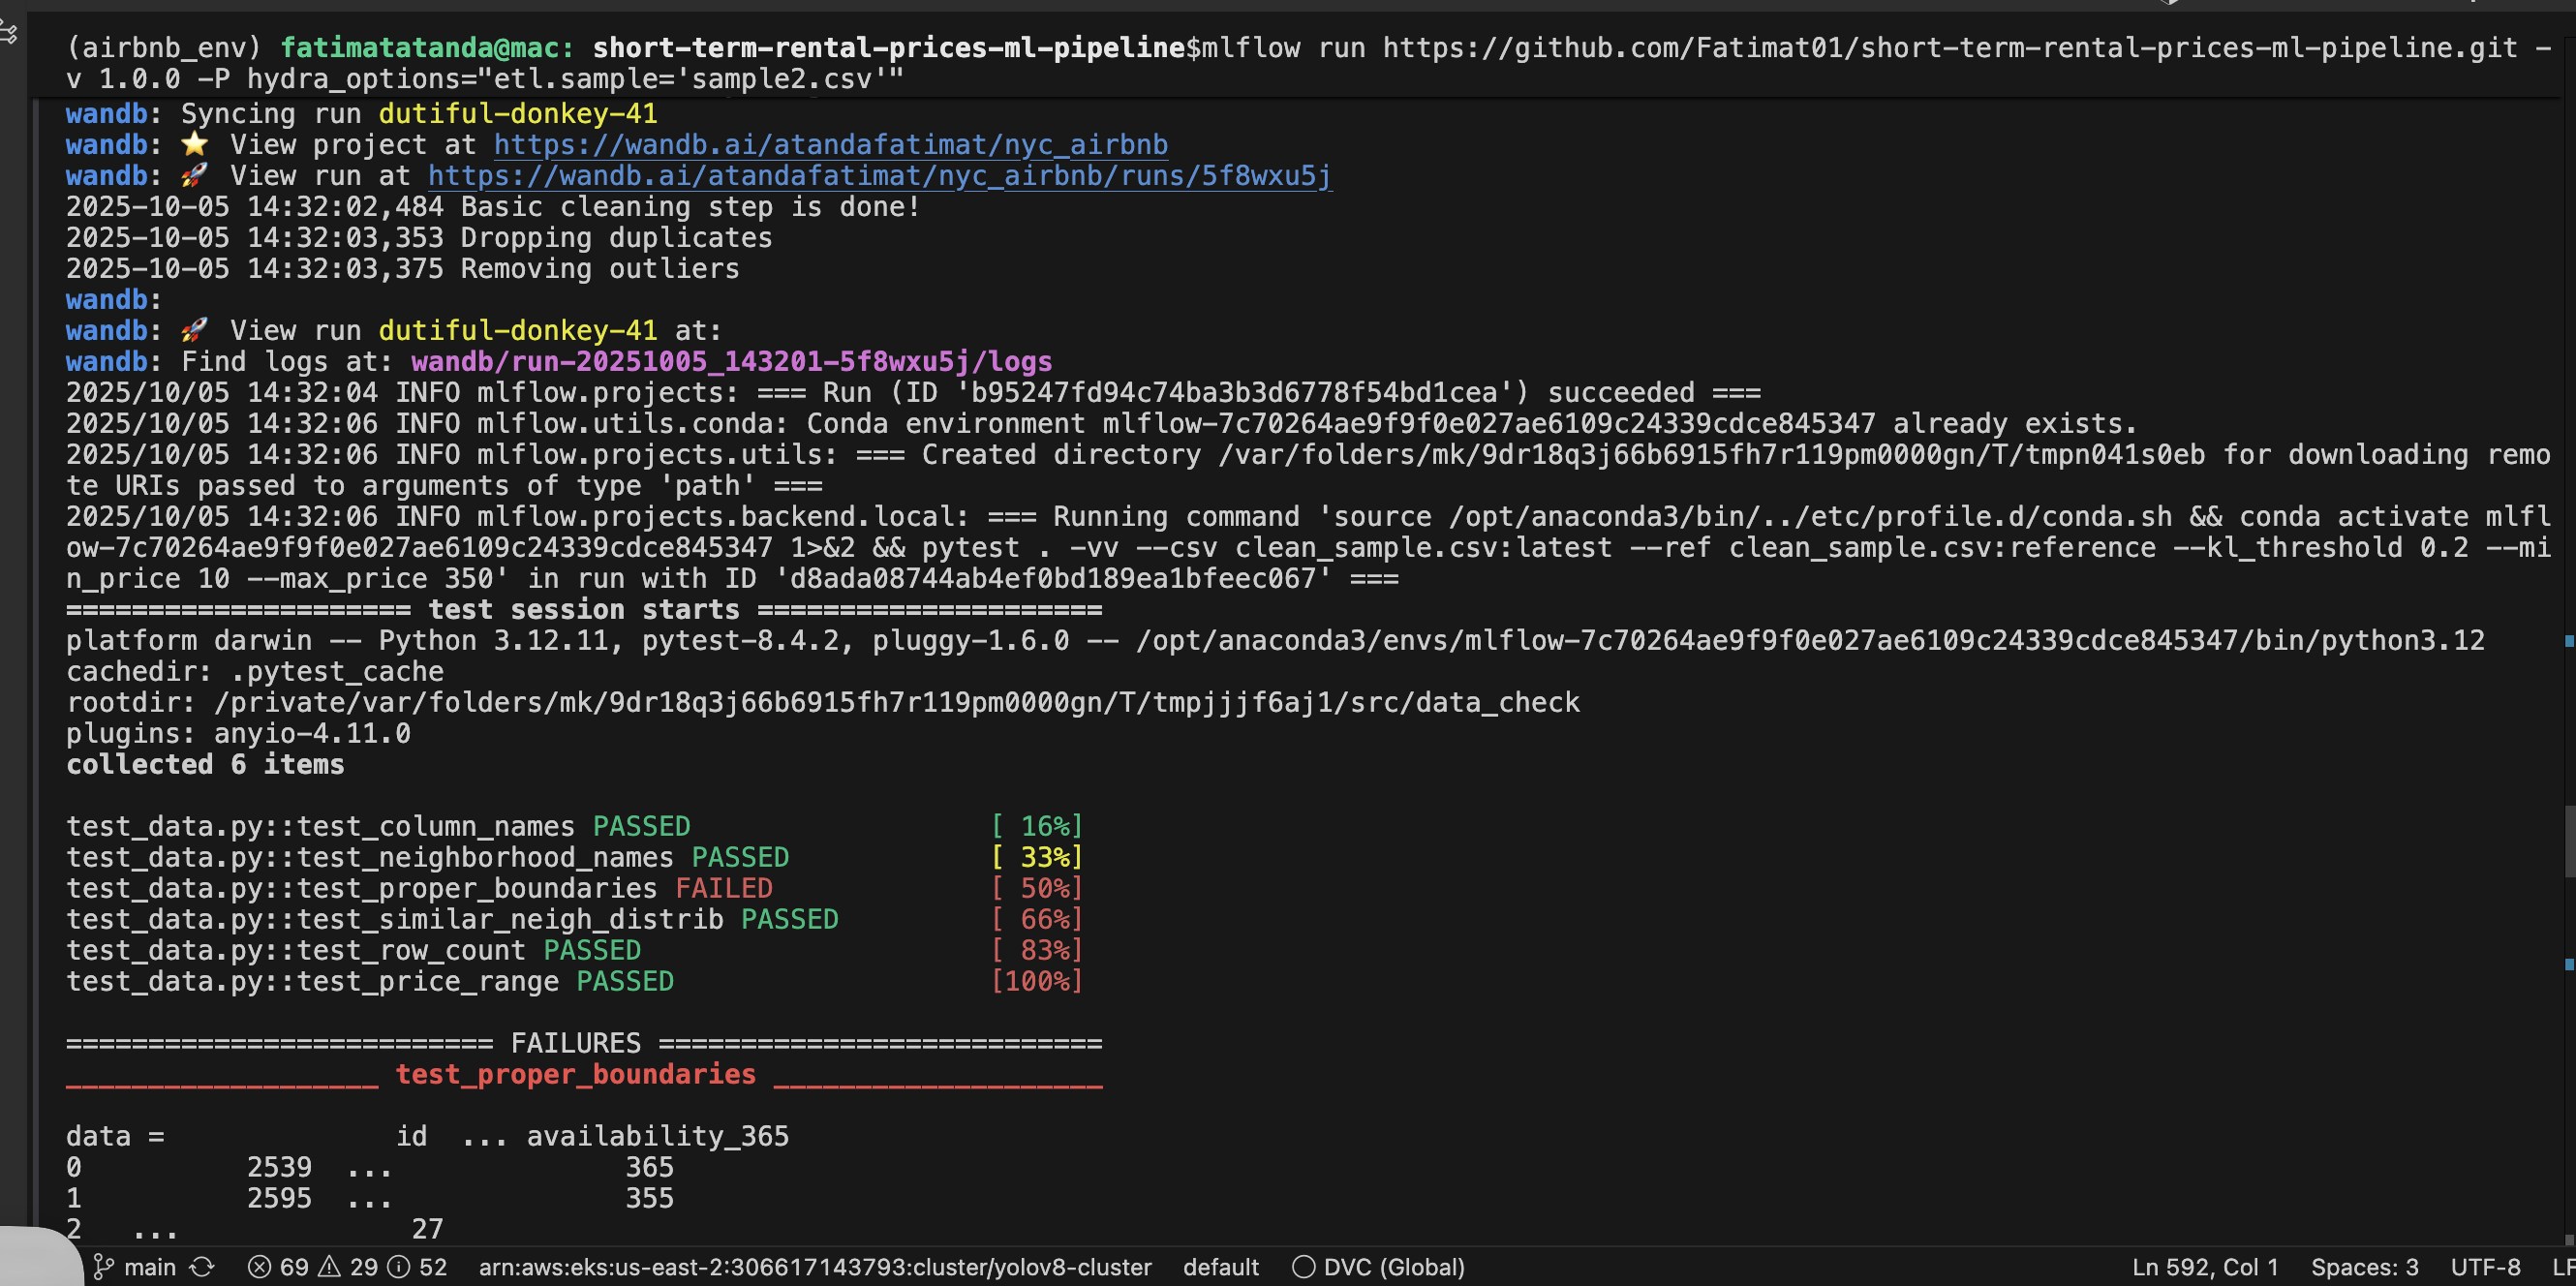 (airbnb_env) fatimatatanda@mac: short-term-rental-prices-ml-pipeline$mlflow run https://github.com/Fatimat01/short-term-rental-prices-ml-pipeline.git -
v 1.0.0 -P hydra_options="etl.sample='sample2.csv'"
wandb: Syncing run dutiful-donkey-41
wandb: ⭐ View project at https://wandb.ai/atandafatimat/nyc_airbnb
wandb: 🚀 View run at https://wandb.ai/atandafatimat/nyc_airbnb/runs/5f8wxu5j
2025-10-05 14:32:02,484 Basic cleaning step is done!
2025-10-05 14:32:03,353 Dropping duplicates
2025-10-05 14:32:03,375 Removing outliers
wandb:
wandb: 🚀 View run dutiful-donkey-41 at:
wandb: Find logs at: wandb/run-20251005_143201-5f8wxu5j/logs
2025/10/05 14:32:04 INFO mlflow.projects: === Run (ID 'b95247fd94c74ba3b3d6778f54bd1cea') succeeded ===
2025/10/05 14:32:06 INFO mlflow.utils.conda: Conda environment mlflow-7c70264ae9f9f0e027ae6109c24339cdce845347 already exists.
2025/10/05 14:32:06 INFO mlflow.projects.utils: === Created directory /var/folders/mk/9dr18q3j66b6915fh7r119pm0000gn/T/tmpn041s0eb for downloading remo
te URIs passed to arguments of type 'path' ===
2025/10/05 14:32:06 INFO mlflow.projects.backend.local: === Running command 'source /opt/anaconda3/bin/../etc/profile.d/conda.sh && conda activate mlfl
ow-7c70264ae9f9f0e027ae6109c24339cdce845347 1>&2 && pytest . -vv --csv clean_sample.csv:latest --ref clean_sample.csv:reference --kl_threshold 0.2 --mi
n_price 10 --max_price 350' in run with ID 'd8ada08744ab4ef0bd189ea1bfeec067' ===
===================== test session starts =====================
platform darwin -- Python 3.12.11, pytest-8.4.2, pluggy-1.6.0 -- /opt/anaconda3/envs/mlflow-7c70264ae9f9f0e027ae6109c24339cdce845347/bin/python3.12
cachedir: .pytest_cache
rootdir: /private/var/folders/mk/9dr18q3j66b6915fh7r119pm0000gn/T/tmpjjjf6aj1/src/data_check
plugins: anyio-4.11.0
collected 6 items
test_data.py::test_column_names PASSED [ 16%]
test_data.py::test_neighborhood_names PASSED [ 33%]
test_data.py::test_proper_boundaries FAILED [ 50%]
test_data.py::test_similar_neigh_distrib PASSED [ 66%]
test_data.py::test_row_count PASSED [ 83%]
test_data.py::test_price_range PASSED [100%]
========================== FAILURES ===========================
___________________ test_proper_boundaries ____________________
data = id ... availability_365
0 2539 ... 365
1 2595 ... 355
2 ... 27
main 69 29 52 arn:aws:eks:us-east-2:306617143793:cluster/yolov8-cluster default DVC (Global) Ln 592, Col 1 Spaces: 3 UTF-8